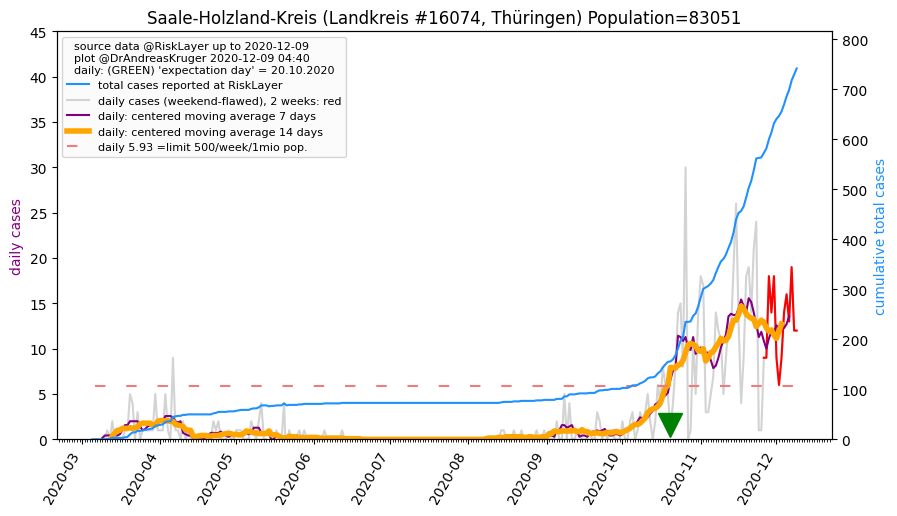 Saale-Holzland-Kreis (Landkreis #16074, Thüringen) Population=83051
source data @RiskLayer up to 2020-12-09
plot @DrAndreasKruger 2020-12-09 04:40
daily: (GREEN) 'expectation day' = 20.10.2020
total cases reported at RiskLayer
daily cases (weekend-flawed), 2 weeks: red
daily: centered moving average 7 days
daily: centered moving average 14 days
daily 5.93 =limit 500/week/1mio pop.
daily cases
45
40
35
30
25
20
15
10
5
0
cumulative total cases
800
700
600
500
400
300
200
100
0
2020-03
2020-04
2020-05
2020-06
2020-07
2020-08
2020-09
2020-10
2020-11
2020-12